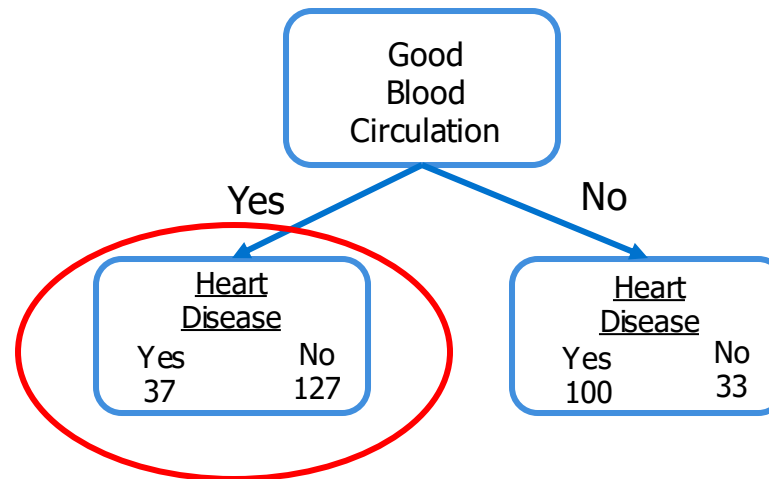 Good
Blood
Circulation
Yes
No
Heart
Disease
Yes No
37 127
Heart
Disease
Yes No
100 33